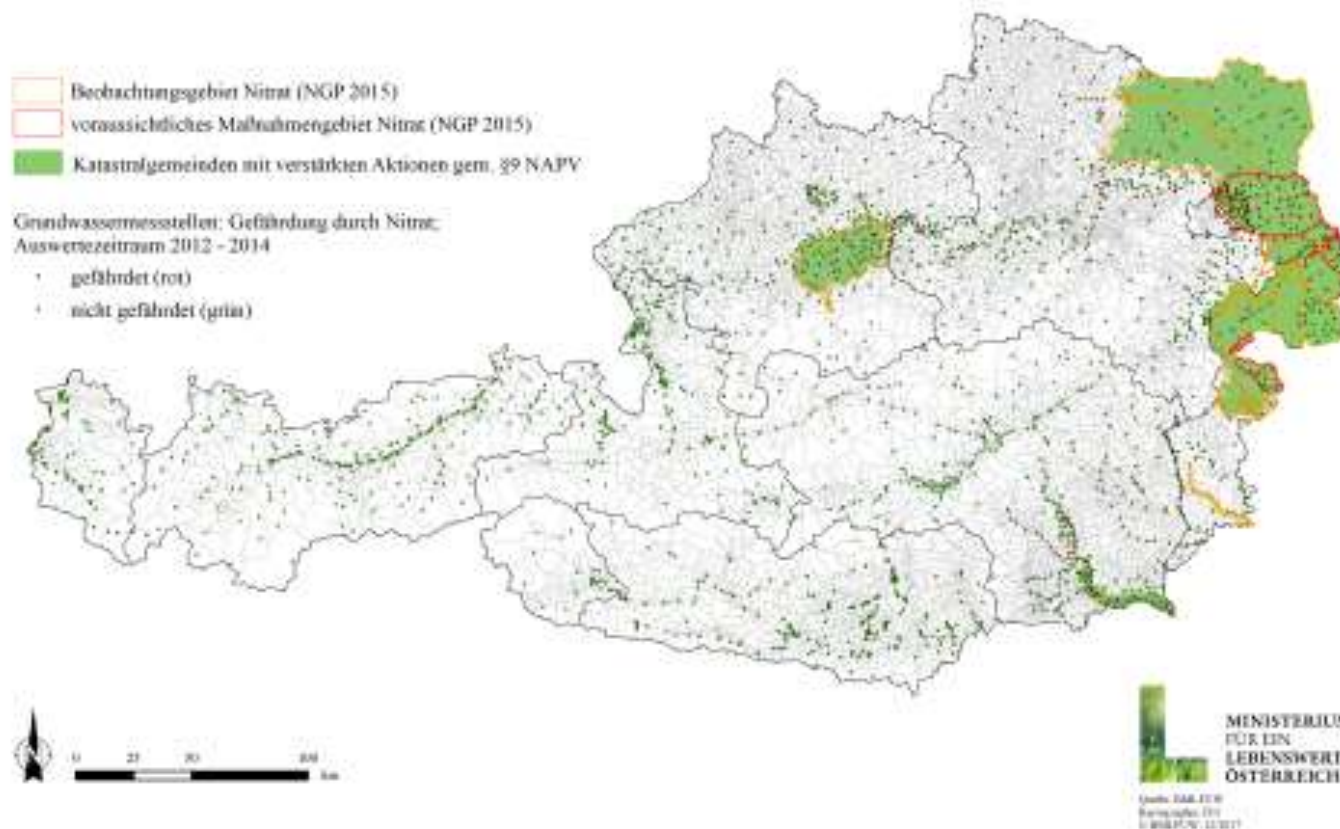 Beobachtungsgebiet Nitrat (NGP 2015)
voraussichtliches Maßnahmengebiet Nitrat (NGP 2015)
Katastralgemeinden mit verstärkten Aktionen gem. §9 NAPV
Grundwassermessstellen: Gefährdung durch Nitrat;
Auswertezeitraum 2012 - 2014
gefährdet (rot)
nicht gefährdet (grün)
0 25 50 100
km
MINISTERIUM
FÜR EIN
LEBENSWERT
ÖSTERREICH